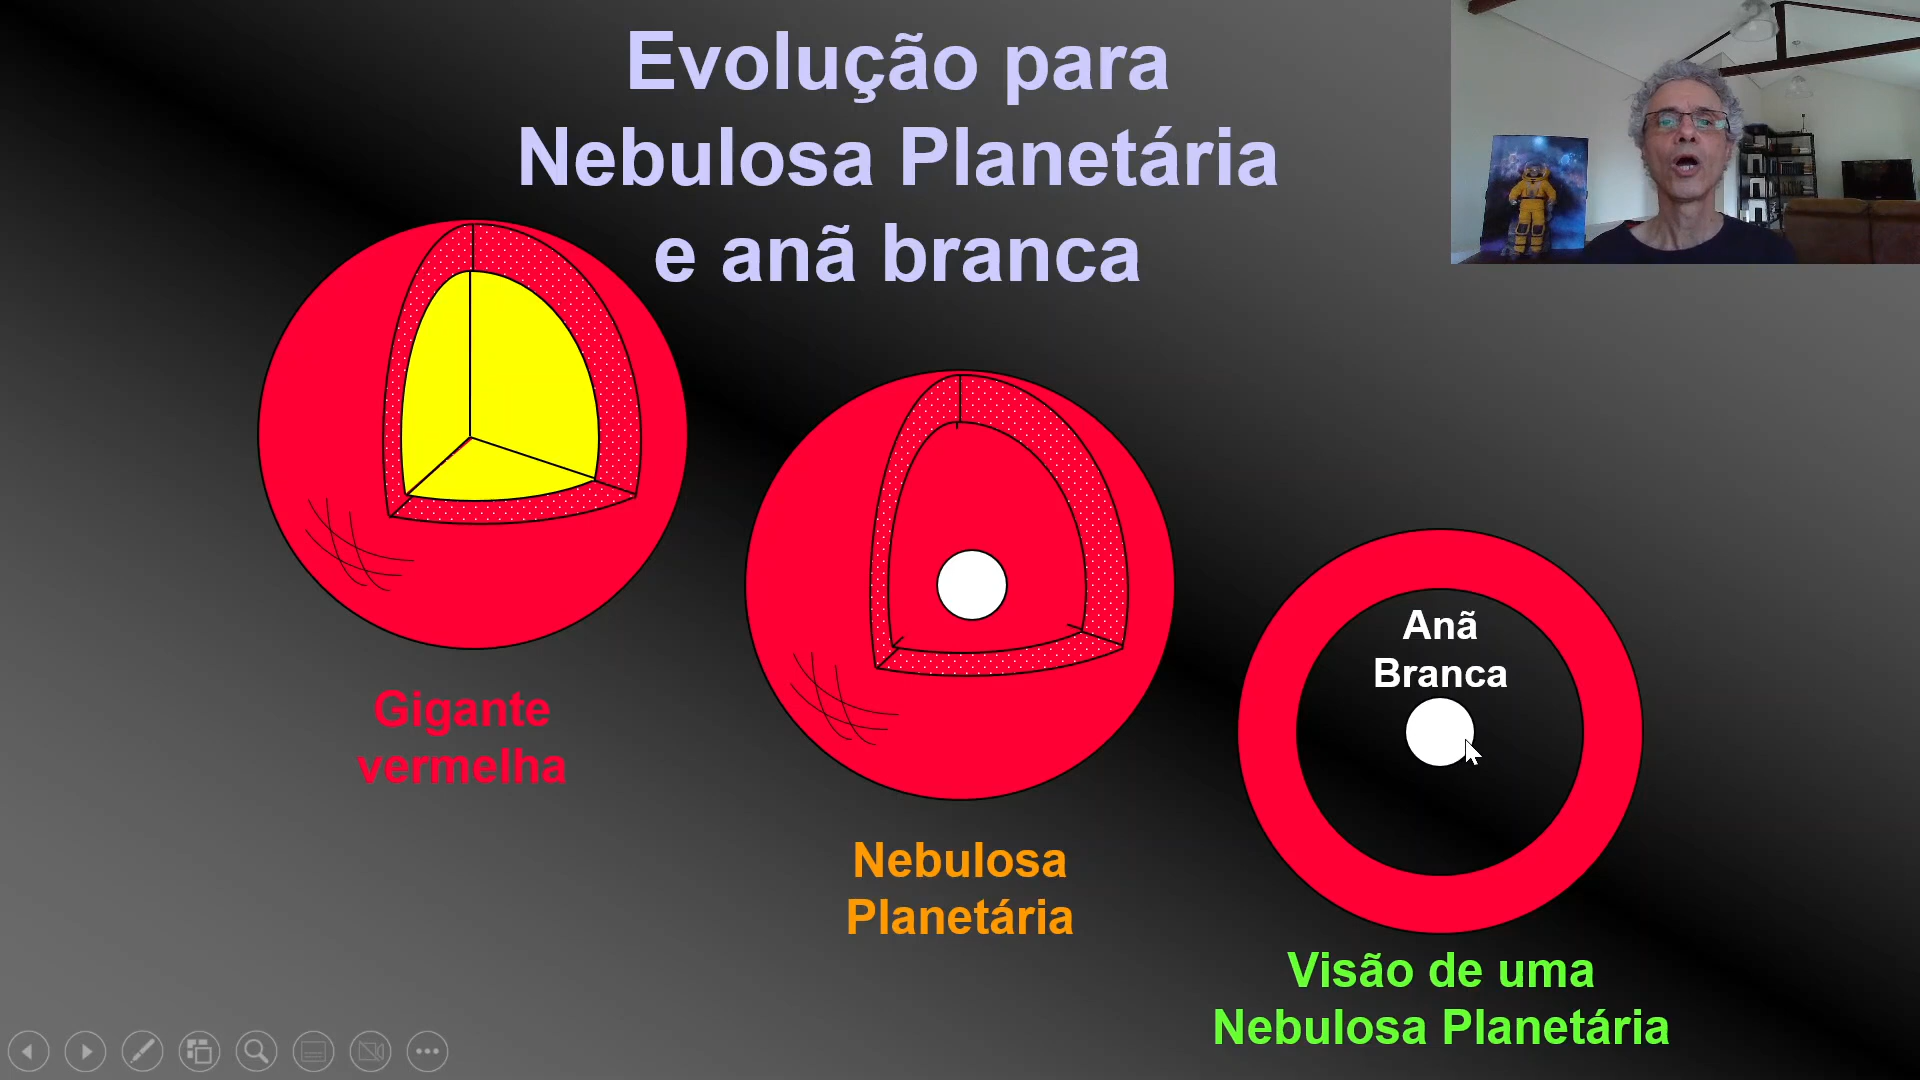 Evolução para
Nebulosa Planetária
e anã branca
Gigante
vermelha
Nebulosa
Planetária
Anã
Branca
Visão de uma
Nebulosa Planetária